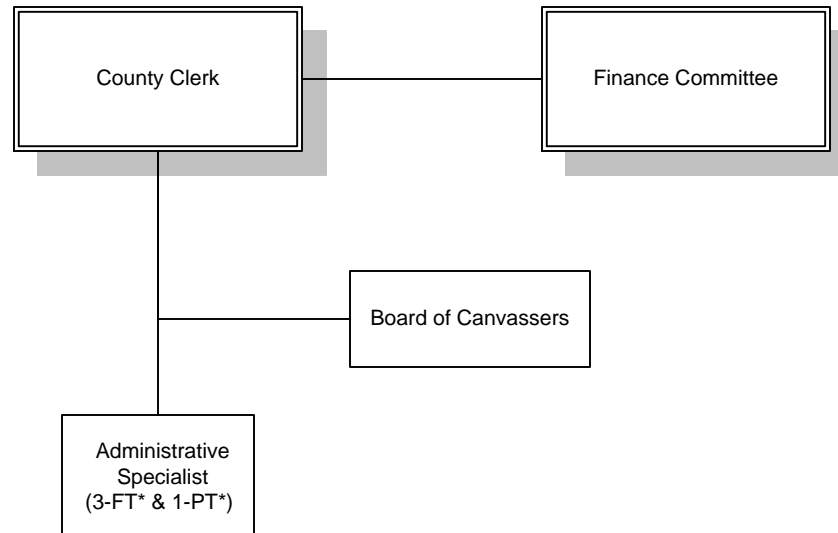 County Clerk
Finance Committee
Board of Canvassers
Administrative
Specialist
(3-FT* & 1-PT*)